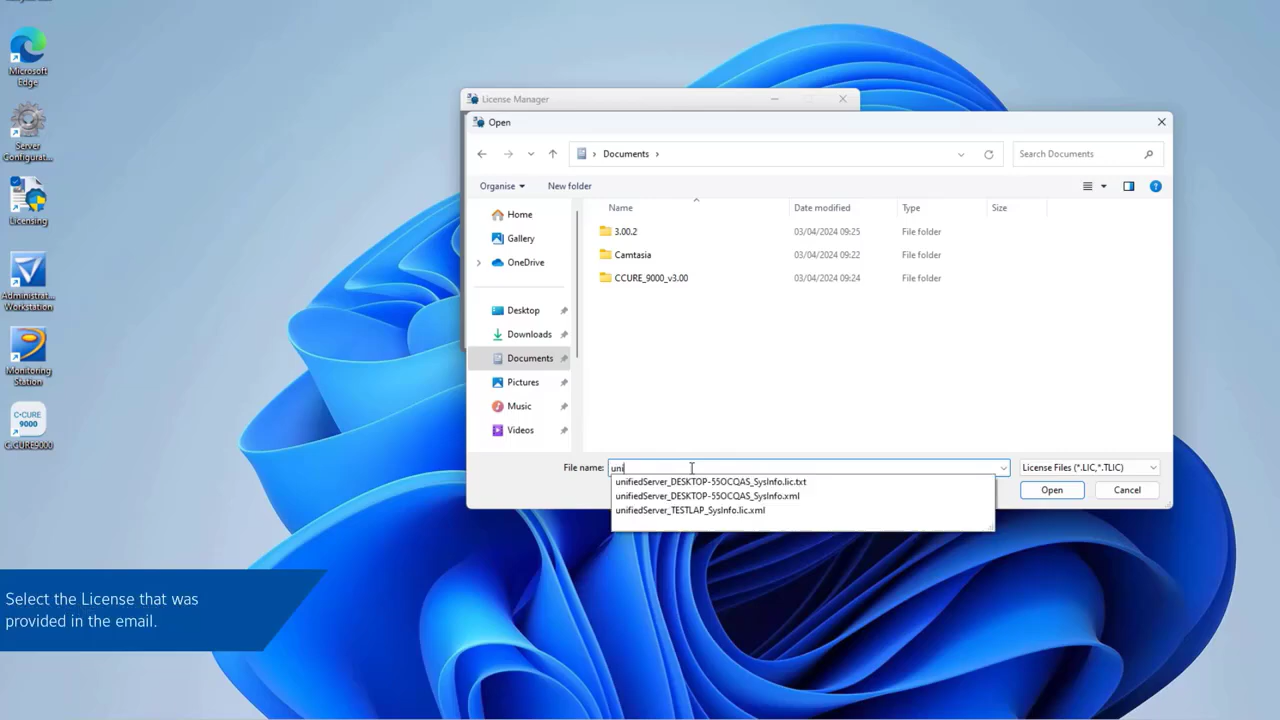 Microsoft
Edge
Server
Configurat...
Licensing
Administrat...
Workstation
Monitoring
Station
C•CURE
9000
C.CURE9000
License Manager
Open
Documents
Search Documents
Organise
New folder
Home
Gallery
OneDrive
Desktop
Downloads
Documents
Pictures
Music
Videos
Name
Date modified
Type
Size
3.00.2
03/04/2024 09:25
File folder
Camtasia
03/04/2024 09:22
File folder
CCURE_9000_v3.00
03/04/2024 09:24
File folder
File name:
uni
License Files (*.LIC,*.TLIC)
unifiedServer_DESKTOP-55OCQAS_SysInfo.lic.txt
unifiedServer_DESKTOP-55OCQAS_SysInfo.xml
unifiedServer_TESTLAP_SysInfo.lic.xml
Open
Cancel
Select the License that was
provided in the email.